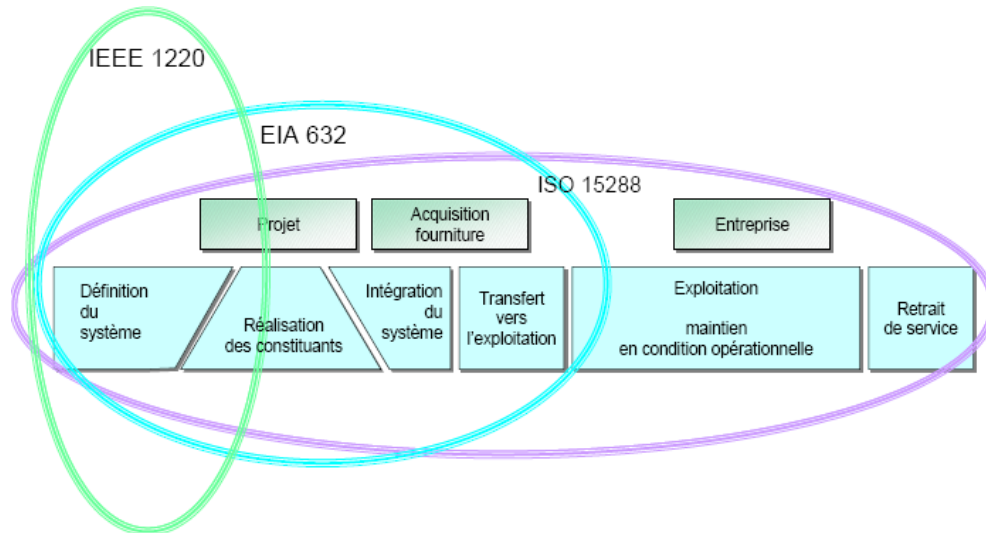 IEEE 1220
EIA 632
ISO 15288
Projet
Acquisition
fourniture
Entreprise
Définition
du
système
Réalisation
des constituants
Intégration
du
système
Transfert
vers
l'exploitation
Exploitation
maintien
en condition opérationnelle
Retrait
de service